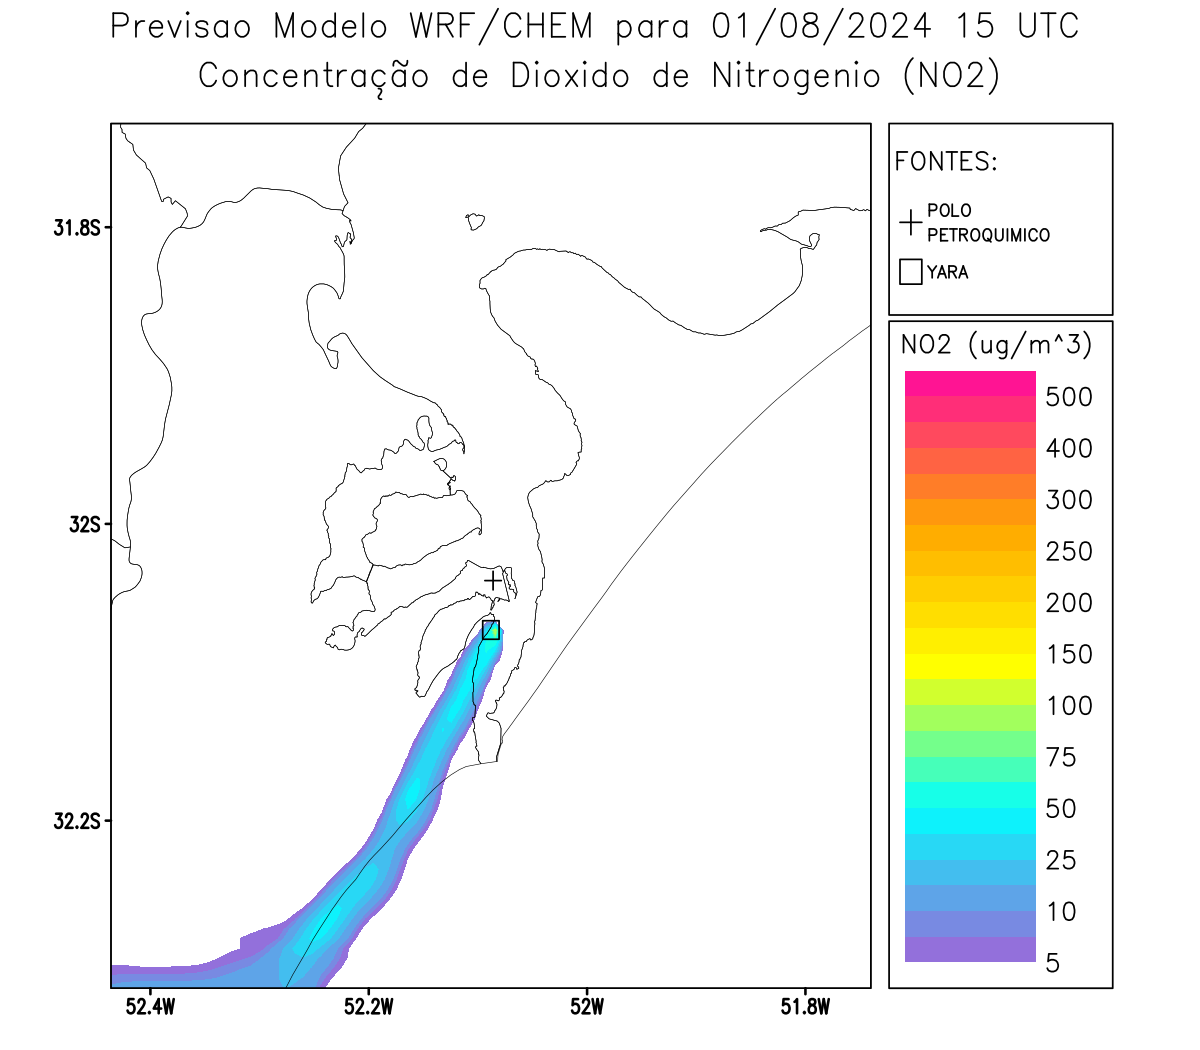 Previsao Modelo WRF/CHEM para 01/08/2024 15 UTC
Concentração de Dioxido de Nitrogenio (NO2)
FONTES:
POLO
PETROQUIMICO
YARA
NO2 (ug/m^3)
500
400
300
250
200
150
100
75
50
25
10
5
31.8S
32S
32.2S
52.4W
52.2W
52W
51.8W